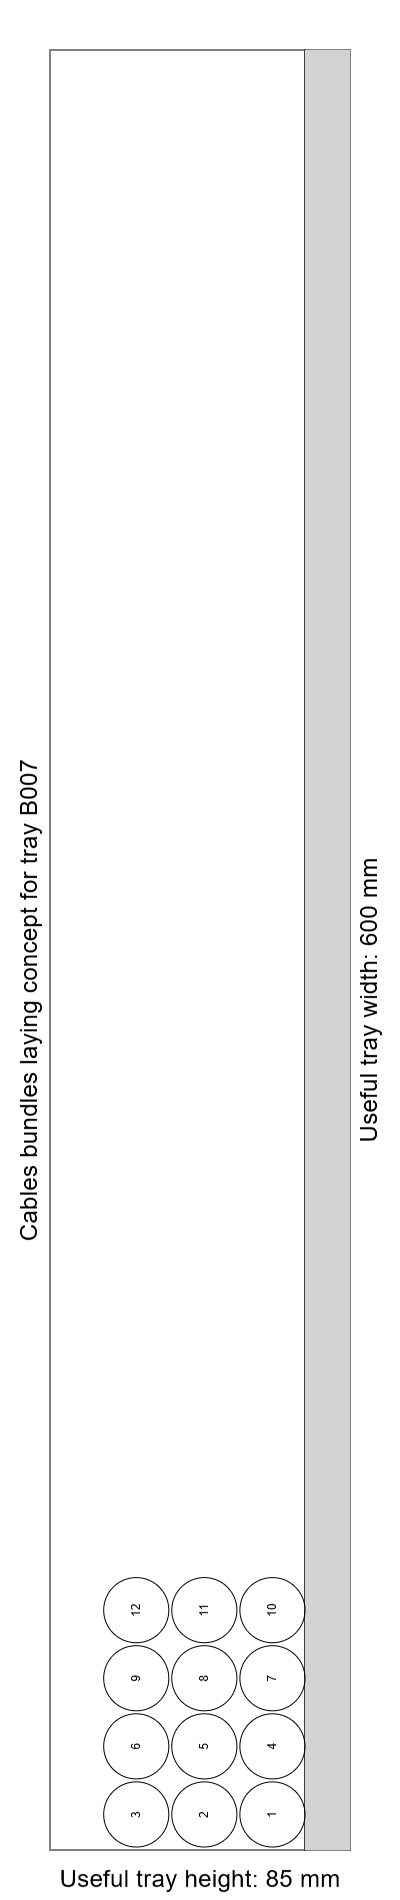 Cables bundles laying concept for tray B007
Useful tray width: 600 mm
12 11 10
9 8 7
6 5 4
3 2 1
Useful tray height: 85 mm